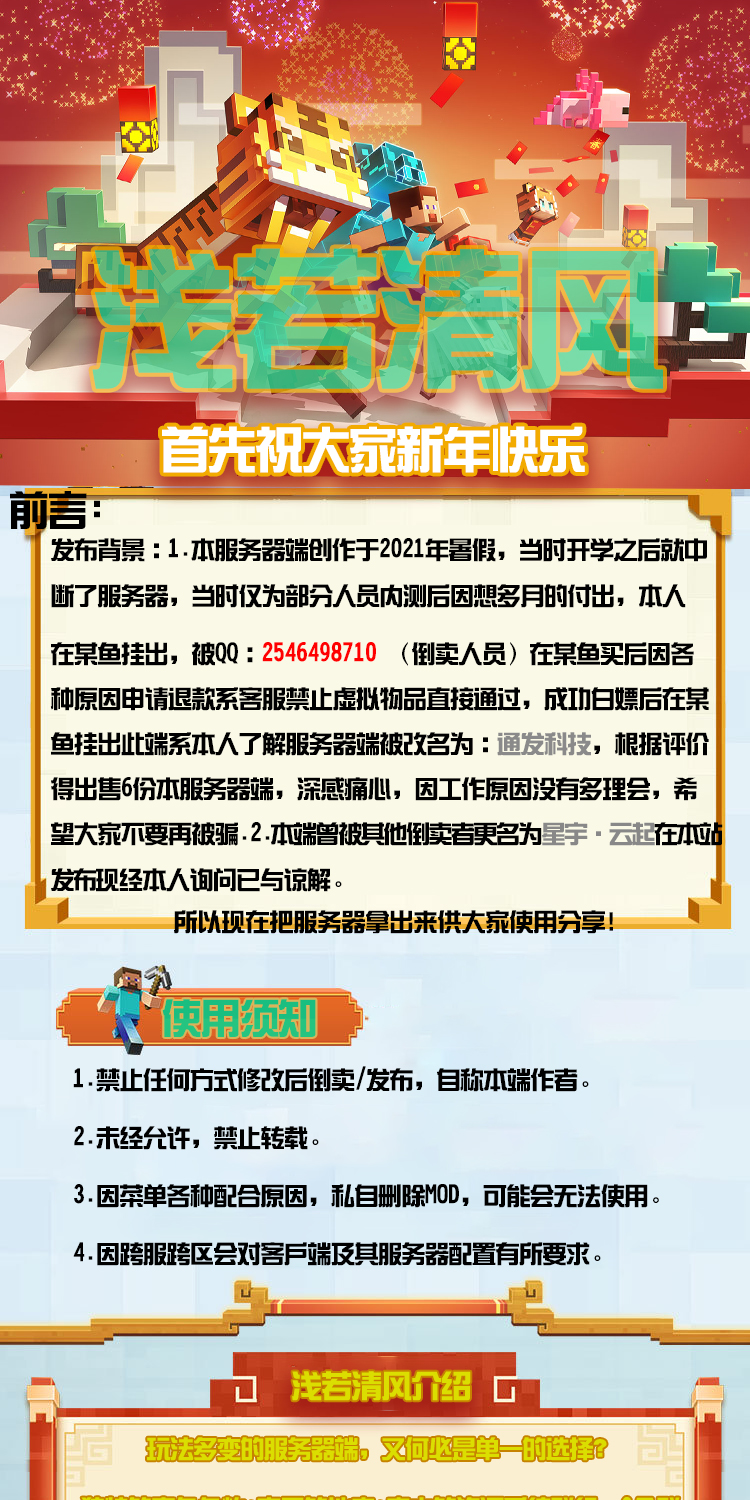 浅若清风
首先祝大家新年快乐
前言：
发布背景：1.本服务器端创作于2021年暑假，当时开学之后就中
断了服务器，当时仅为部分人员内测后因想多月的付出，本人
在某鱼挂出，被QQ：2546498710 （倒卖人员）在某鱼买后因各
种原因申请退款系客服禁止虚拟物品直接通过，成功白嫖后在某
鱼挂出此端系本人了解服务器端被改名为：通发科技，根据评价
得出售6份本服务器端，深感痛心，因工作原因没有多理会，希
望大家不要再被骗.2.本端曾被其他倒卖者更名为星宇·云起在本站
发布现经本人询问已与谅解。
所以现在把服务器拿出来供大家使用分享！
使用须知
1.禁止任何方式修改后倒卖/发布，自称本端作者。
2.未经允许，禁止转载。
3.因菜单各种配合原因，私自删除MOD，可能会无法使用。
4.因跨服跨区会对客户端及其服务器配置有所要求。
浅若清风介绍
玩法多变的服务器端，又何必是单一的选择？